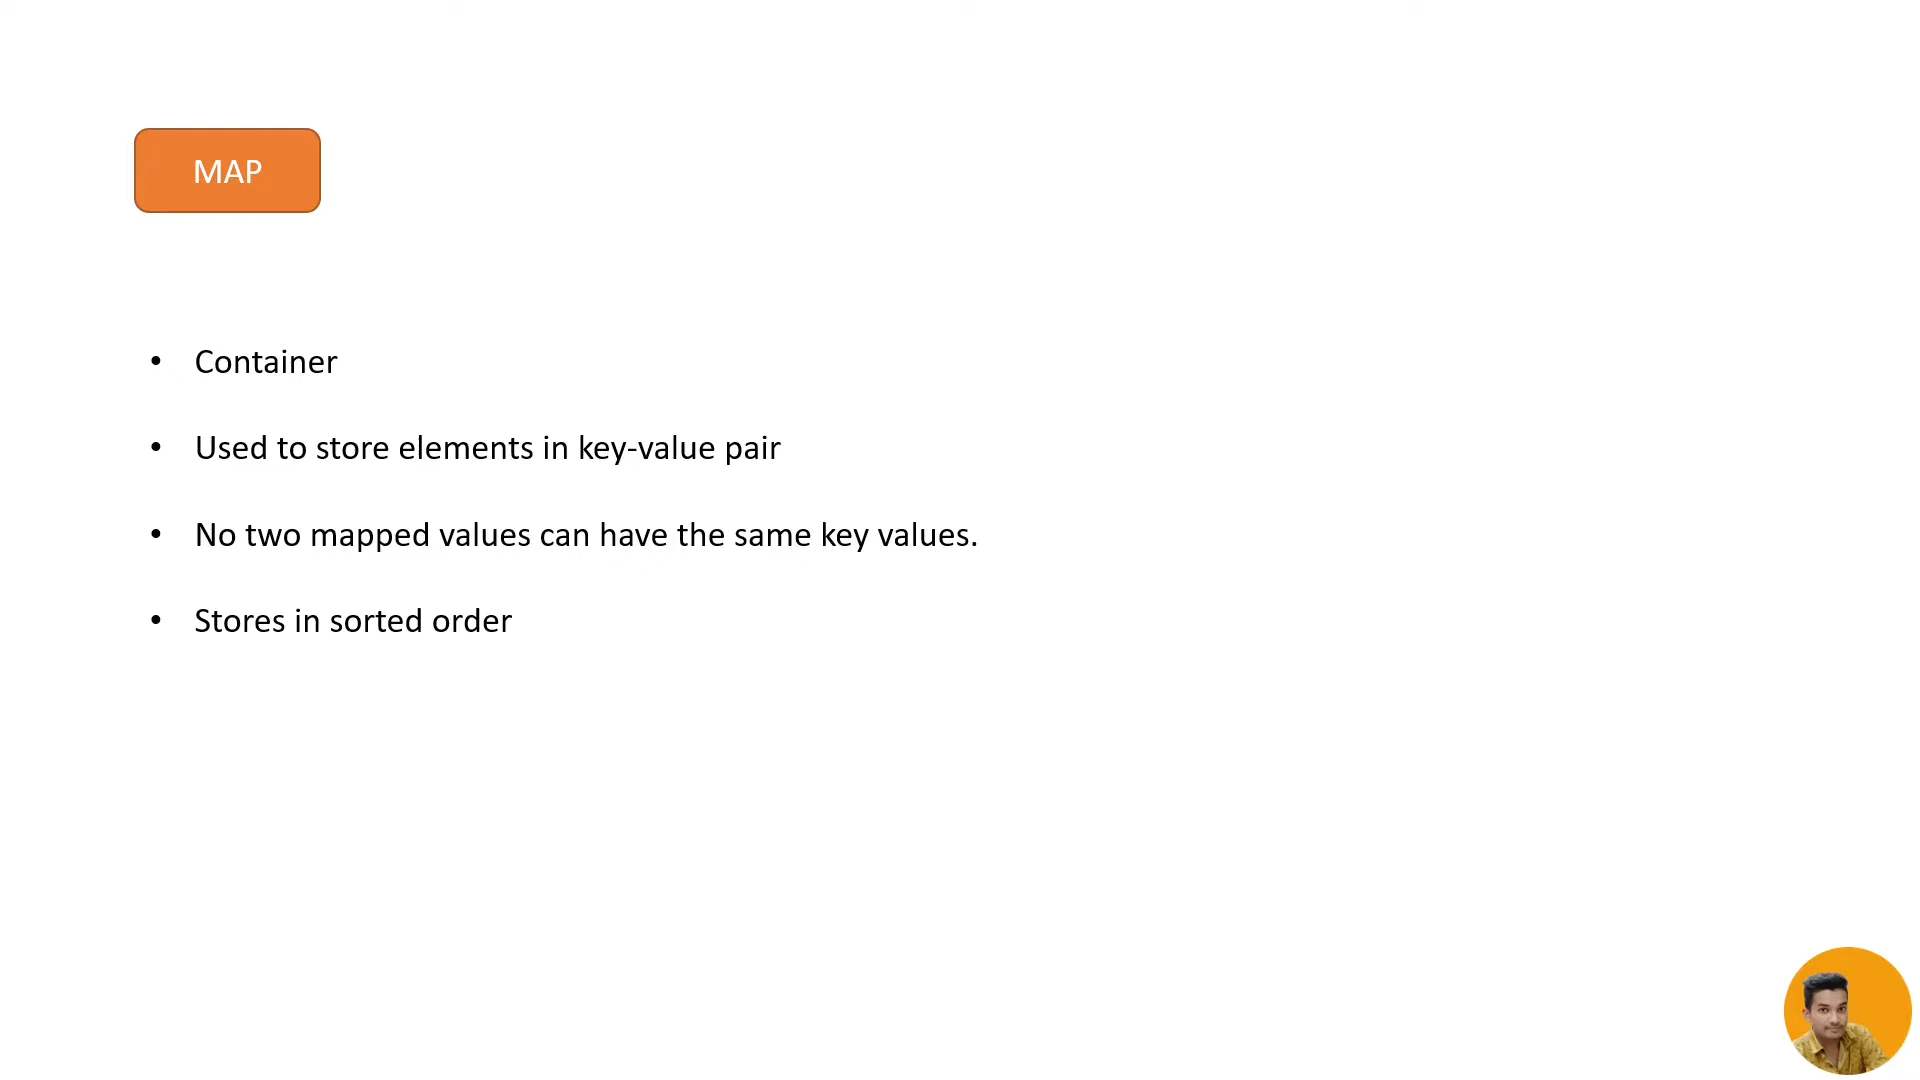 MAP
• Container
• Used to store elements in key-value pair
• No two mapped values can have the same key values.
• Stores in sorted order